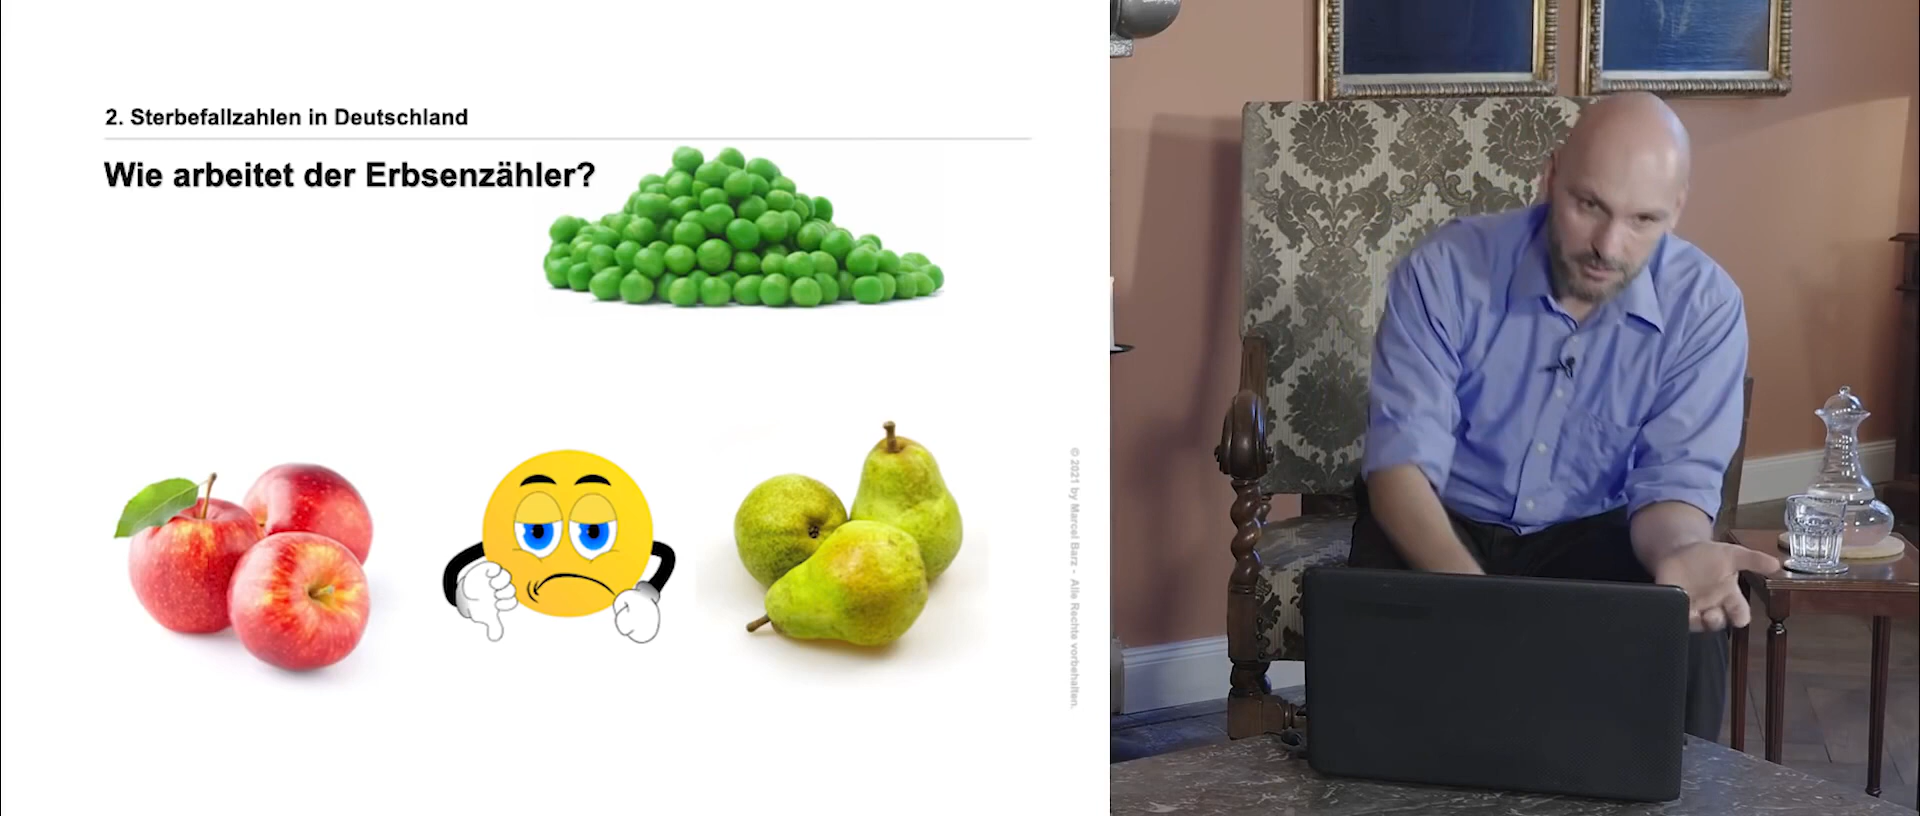 2. Sterbefallzahlen in Deutschland
Wie arbeitet der Erbsenzähler?
© 2021 by Marcel Barz - Alle Rechte vorbehalten.